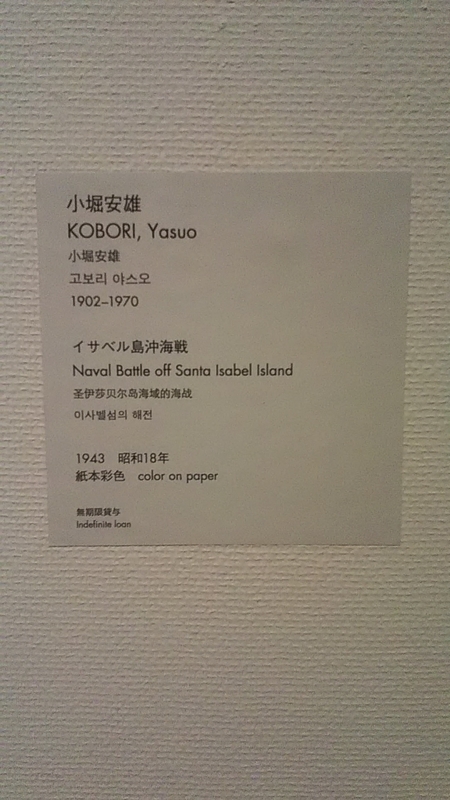 小堀安雄
KOBORI, Yasuo
小堀安雄
고보리 야스오
1902–1970
イサベル島沖海戦
Naval Battle off Santa Isabel Island
圣伊莎贝尔岛海域的海战
이사벨섬의 해전
1943　昭和18年
紙本彩色　color on paper
無期限貸与
Indefinite loan